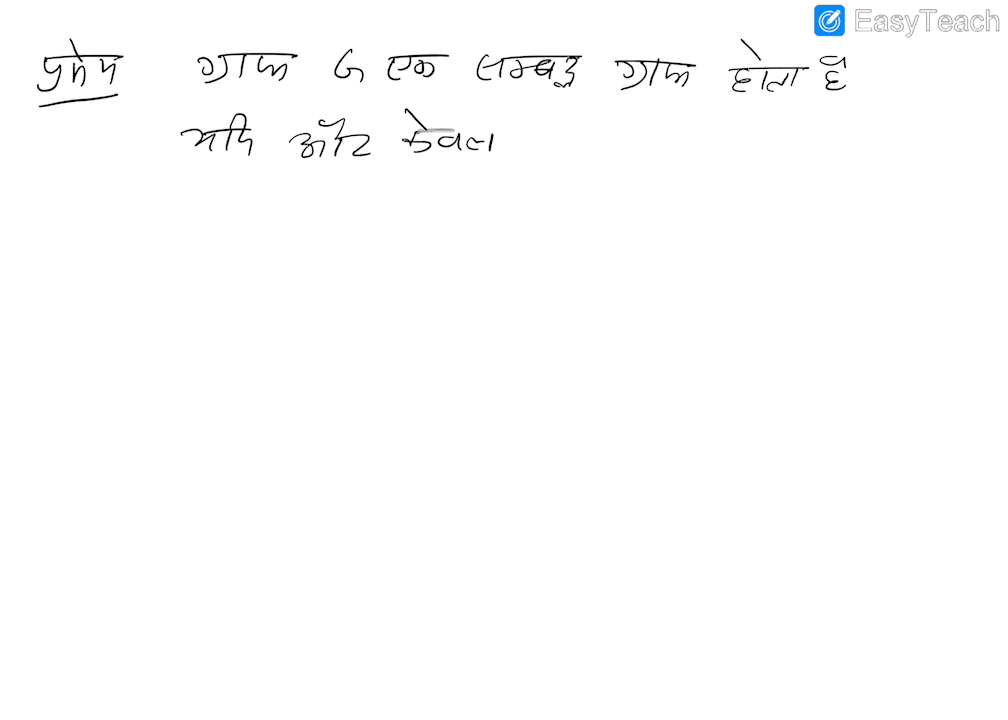 EasyTeach
प्रमेय ग्राफ G एक सम्बद्ध ग्राफ होता है
यदि और केवल